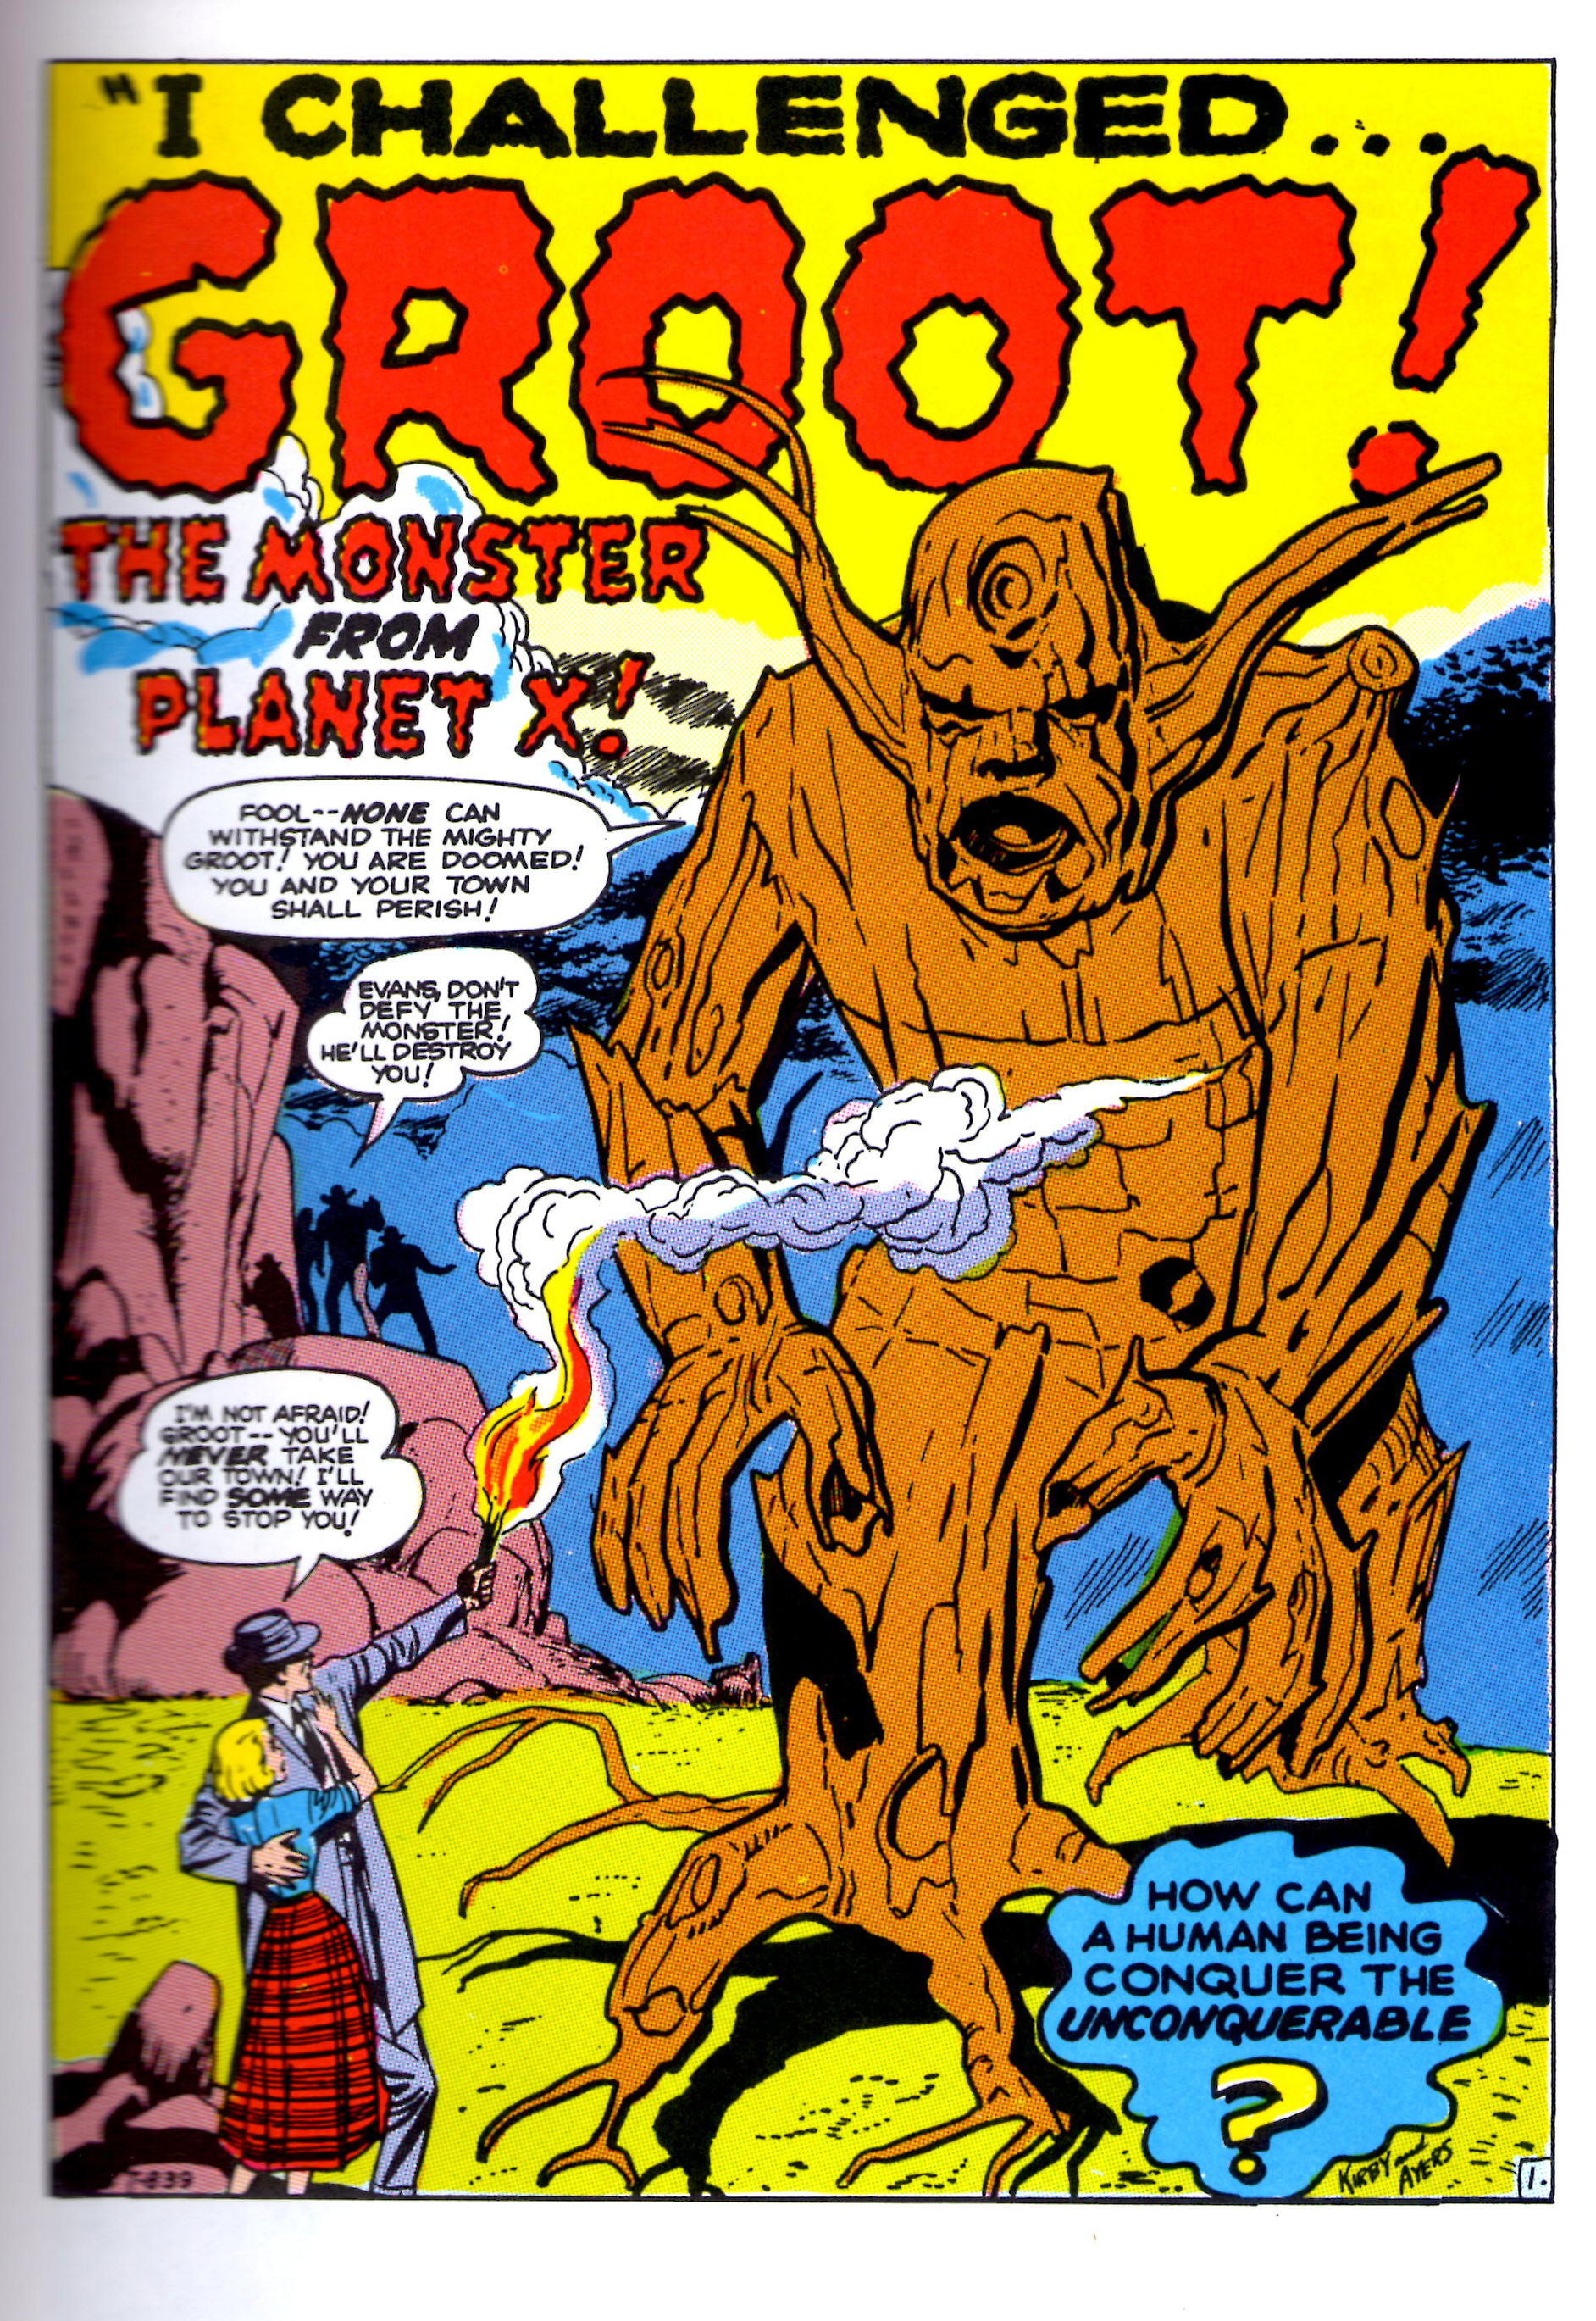 "I CHALLENGED...
GROOT!
THE MONSTER
FROM
PLANET X!
FOOL--NONE CAN
WITHSTAND THE MIGHTY
GROOT! YOU ARE DOOMED!
YOU AND YOUR TOWN
SHALL PERISH!
EVANS, DON'T
DEFY THE
MONSTER!
HE'LL DESTROY
YOU!
I'M NOT AFRAID!
GROOT--YOU'LL
NEVER TAKE
OUR TOWN! I'LL
FIND SOME WAY
TO STOP YOU!
HOW CAN
A HUMAN BEING
CONQUER THE
UNCONQUERABLE
?
KIRBY and
AYERS
T-839
1.